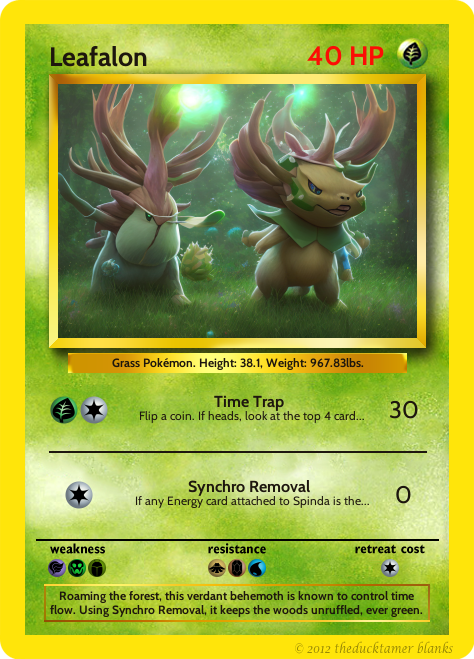 Leafalon
40 HP
Grass Pokémon. Height: 38.1, Weight: 967.83lbs.
Time Trap
Flip a coin. If heads, look at the top 4 card...
30
Synchro Removal
If any Energy card attached to Spinda is the...
0
weakness
resistance
retreat cost
Roaming the forest, this verdant behemoth is known to control time
flow. Using Synchro Removal, it keeps the woods unruffled, ever green.
© 2012 theducktamer blanks